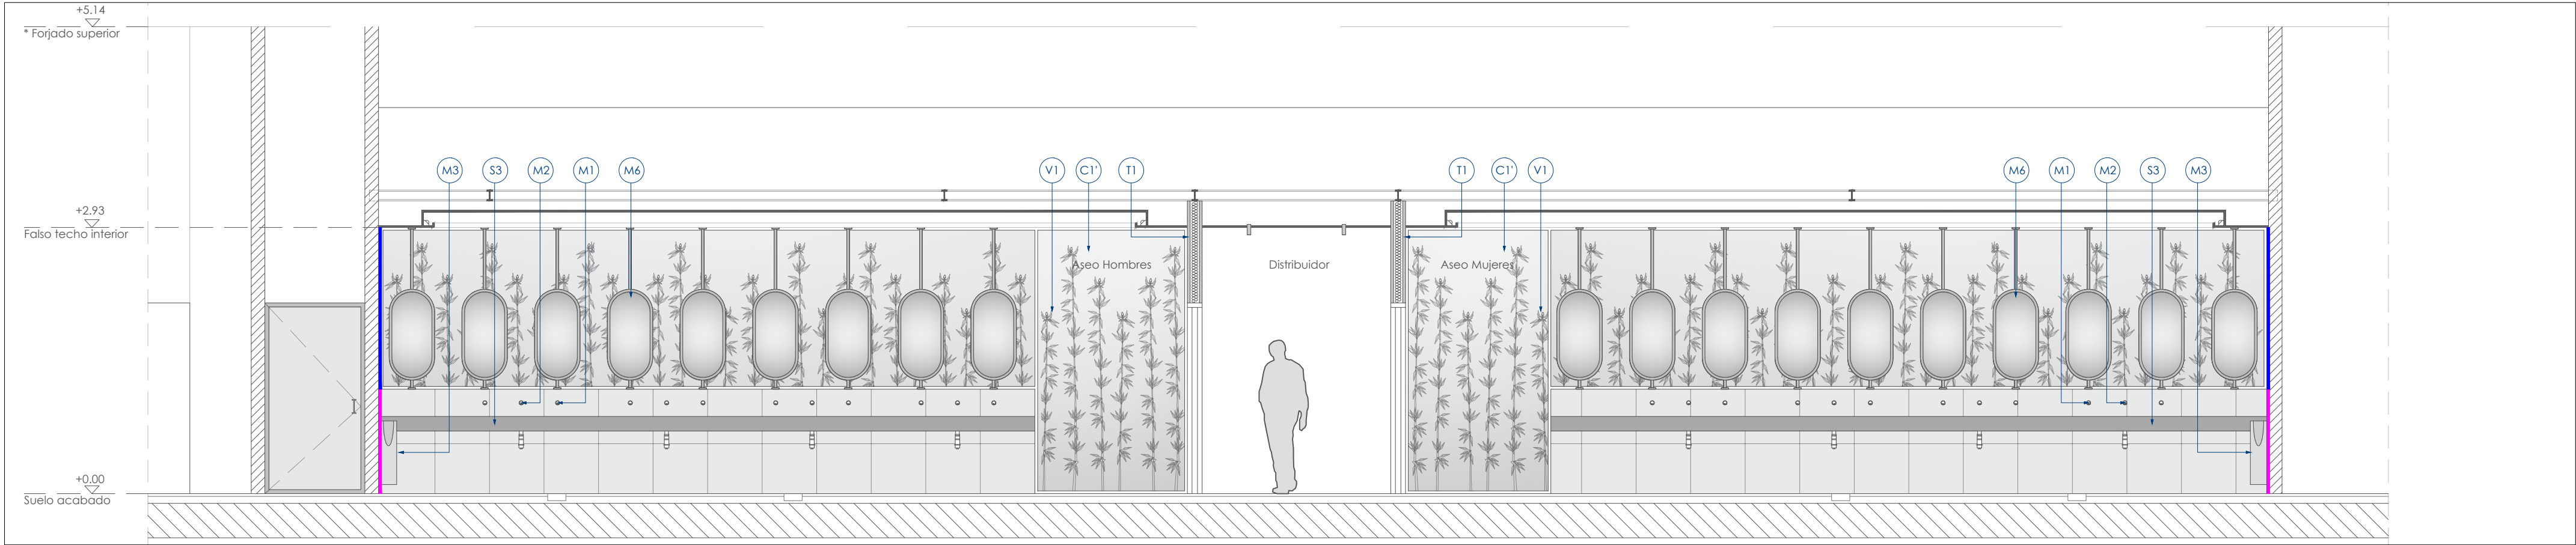 +5.14
* Forjado superior
M3 S3 M2 M1 M6 V1 C1' T1 T1 C1' V1 M6 M1 M2 S3 M3
+2.93
Falso techo interior
Aseo Hombres Distribuidor Aseo Mujeres
+0.00
Suelo acabado